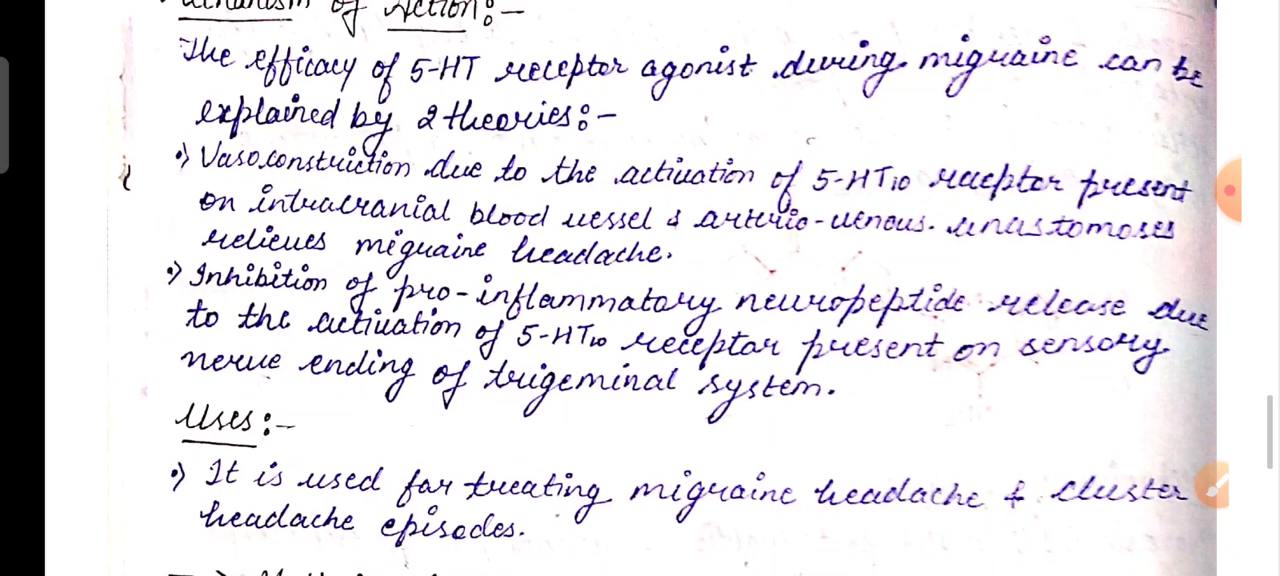 Mechanism of Action:-
The efficacy of 5-HT receptor agonist during migraine can be
explained by 2 theories:-
•) Vasoconstriction due to the activation of 5-HT1D receptor present
on intracranial blood vessel & arterio-venous anastomoses
relieves migraine headache.
•) Inhibition of pro-inflammatory neuropeptide release due
to the activation of 5-HT1D receptor present on sensory
nerve ending of trigeminal system.
Uses:-
•) It is used for treating migraine headache & cluster
headache episodes.